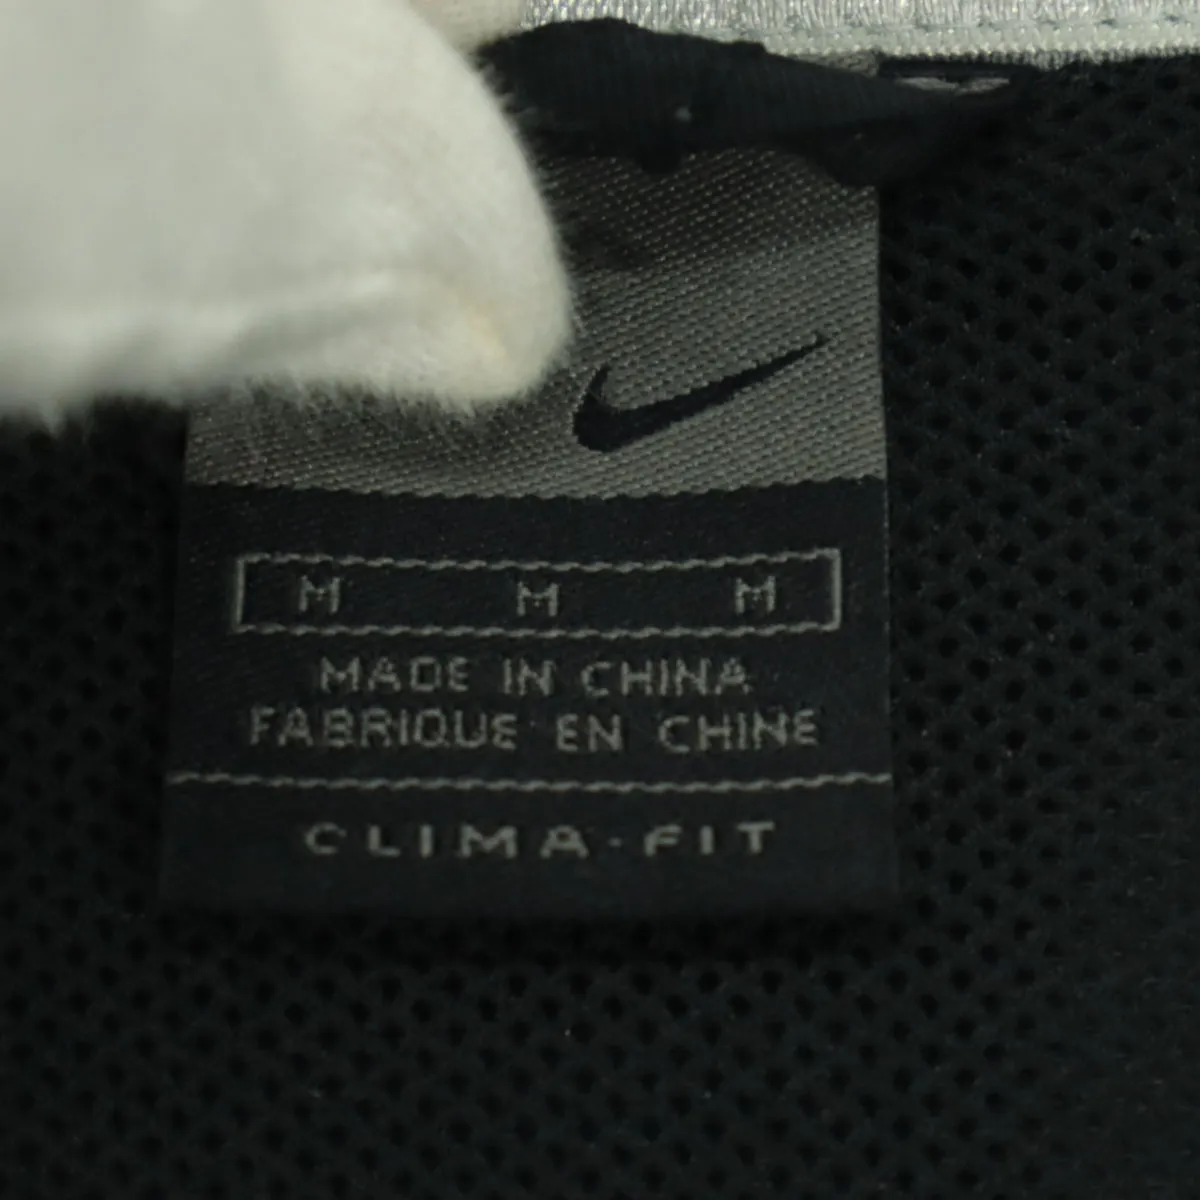 M M M
MADE IN CHINA
FABRIQUE EN CHINE
CLIMA-FIT